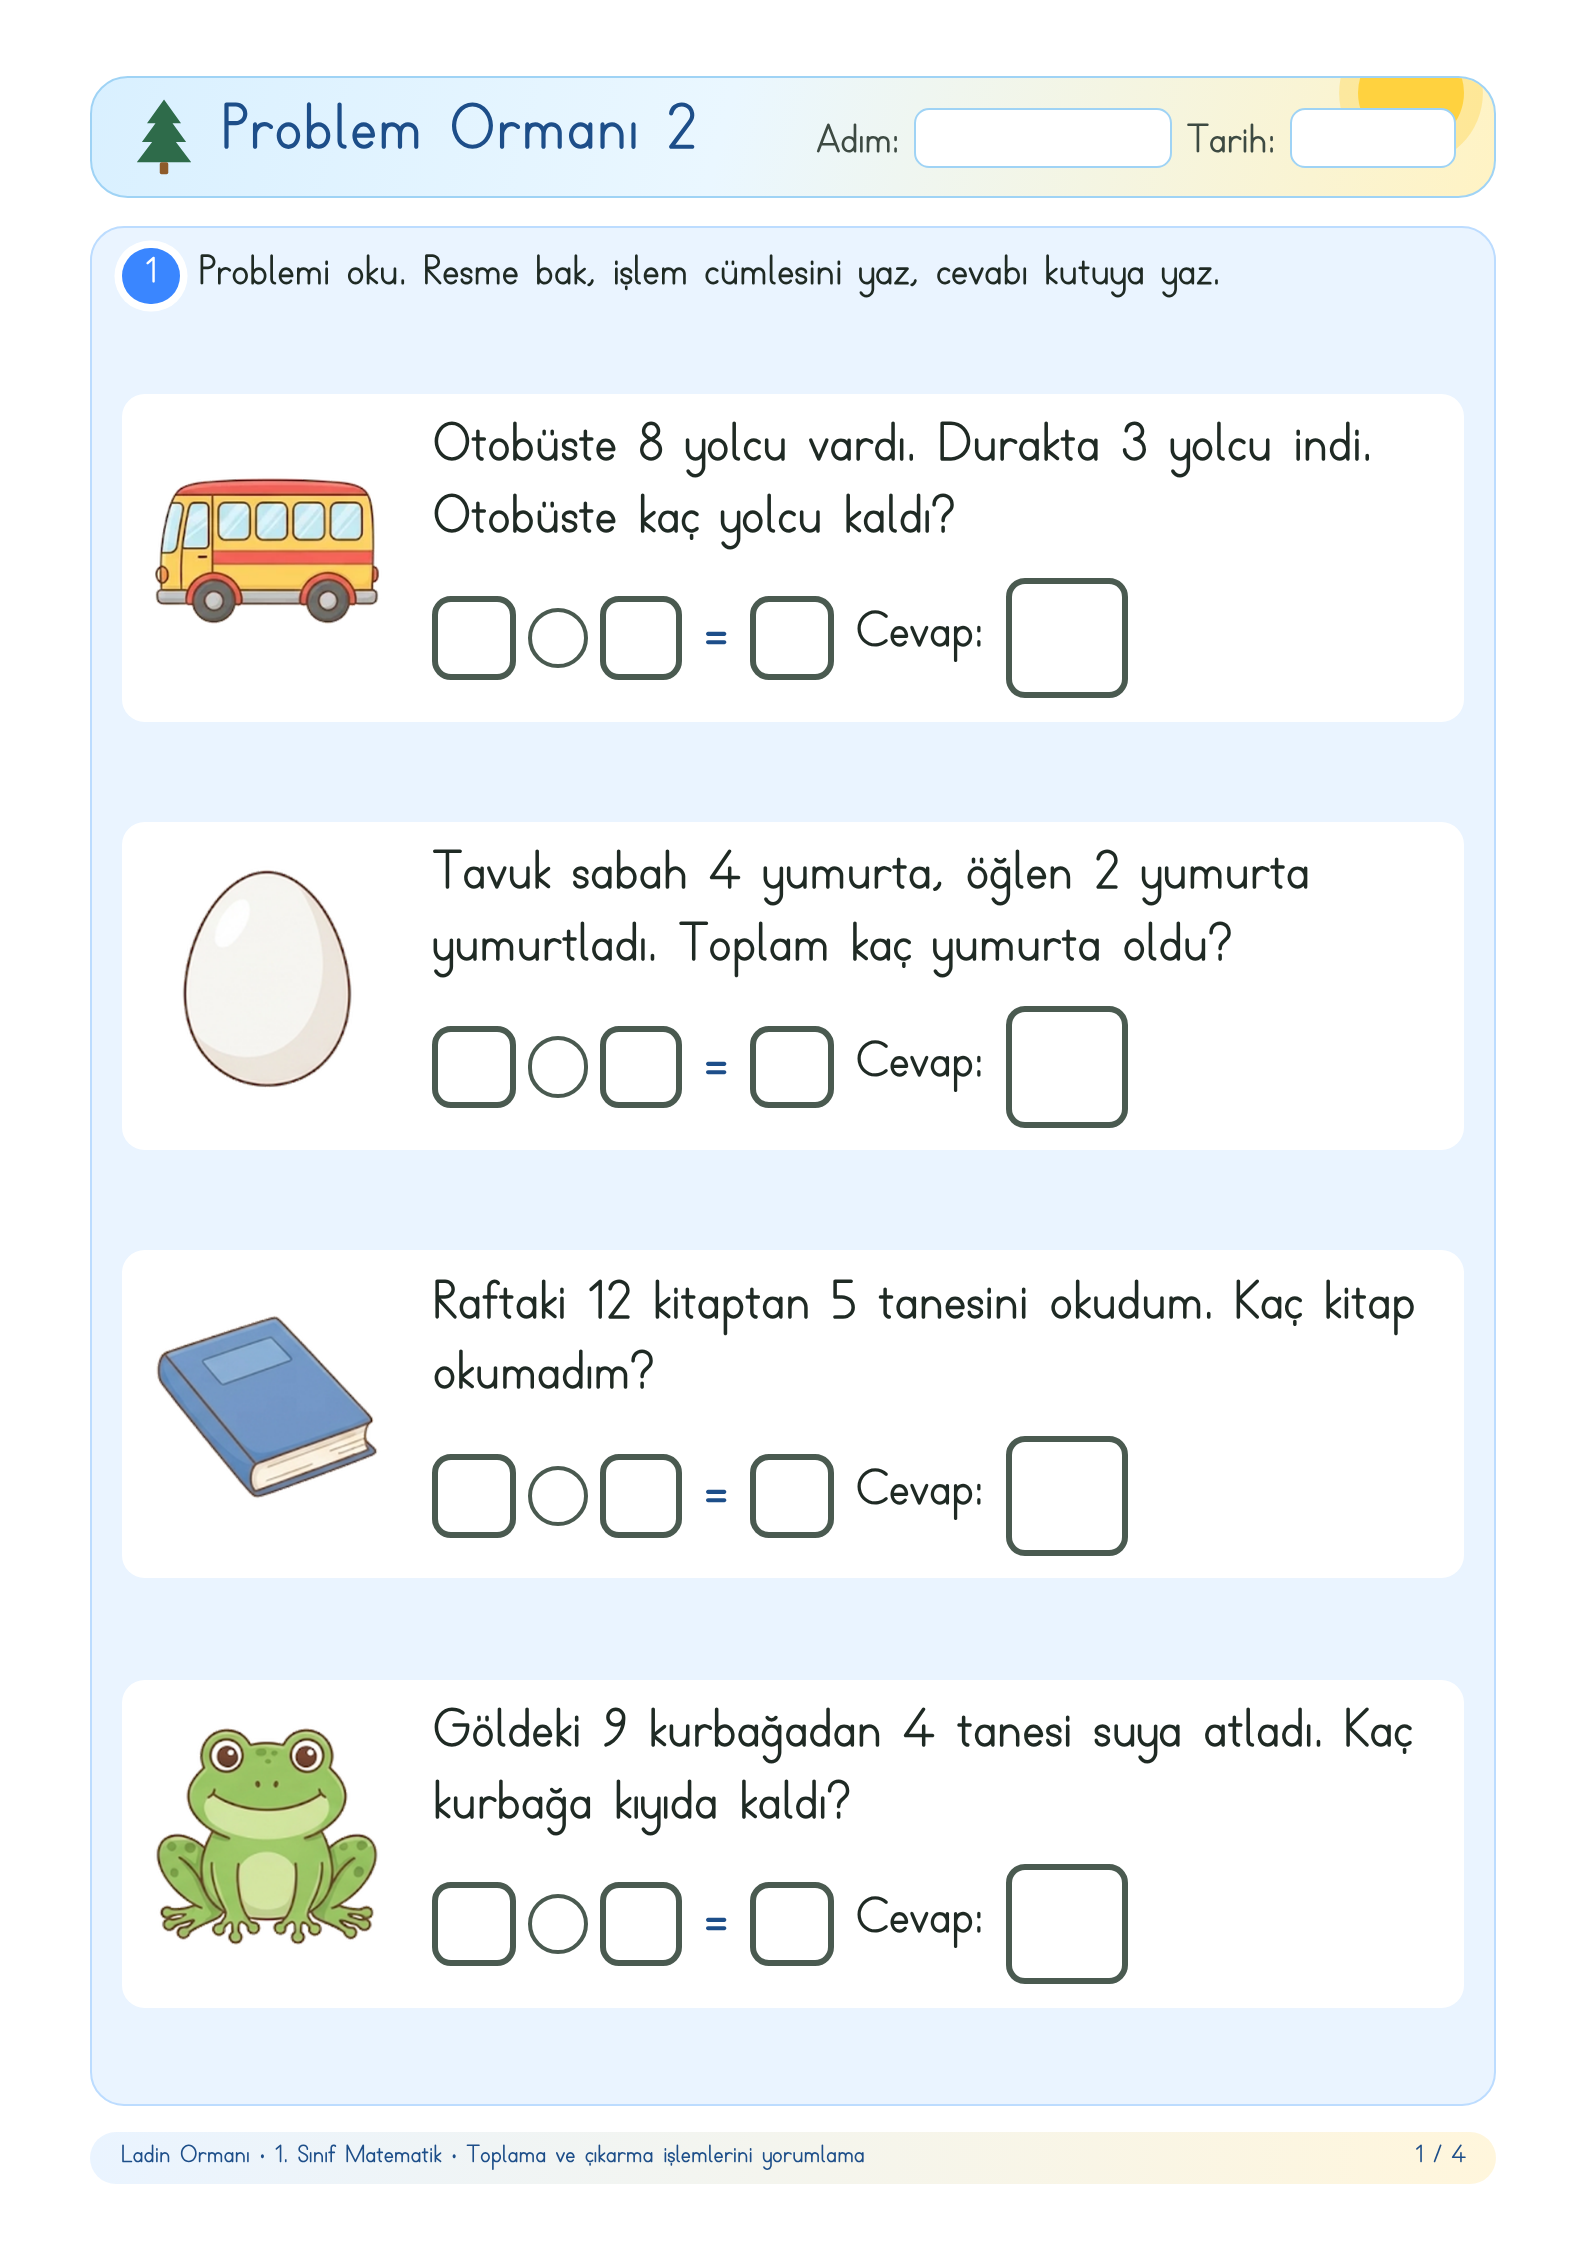 Problem Ormanı 2
Adım:
Tarih:
1
Problemi oku. Resme bak, işlem cümlesini yaz, cevabı kutuya yaz.
Otobüste 8 yolcu vardı. Durakta 3 yolcu indi.
Otobüste kaç yolcu kaldı?
= Cevap:
Tavuk sabah 4 yumurta, öğlen 2 yumurta
yumurtladı. Toplam kaç yumurta oldu?
= Cevap:
Raftaki 12 kitaptan 5 tanesini okudum. Kaç kitap
okumadım?
= Cevap:
Göldeki 9 kurbağadan 4 tanesi suya atladı. Kaç
kurbağa kıyıda kaldı?
= Cevap:
Ladin Ormanı • 1. Sınıf Matematik • Toplama ve çıkarma işlemlerini yorumlama
1 / 4